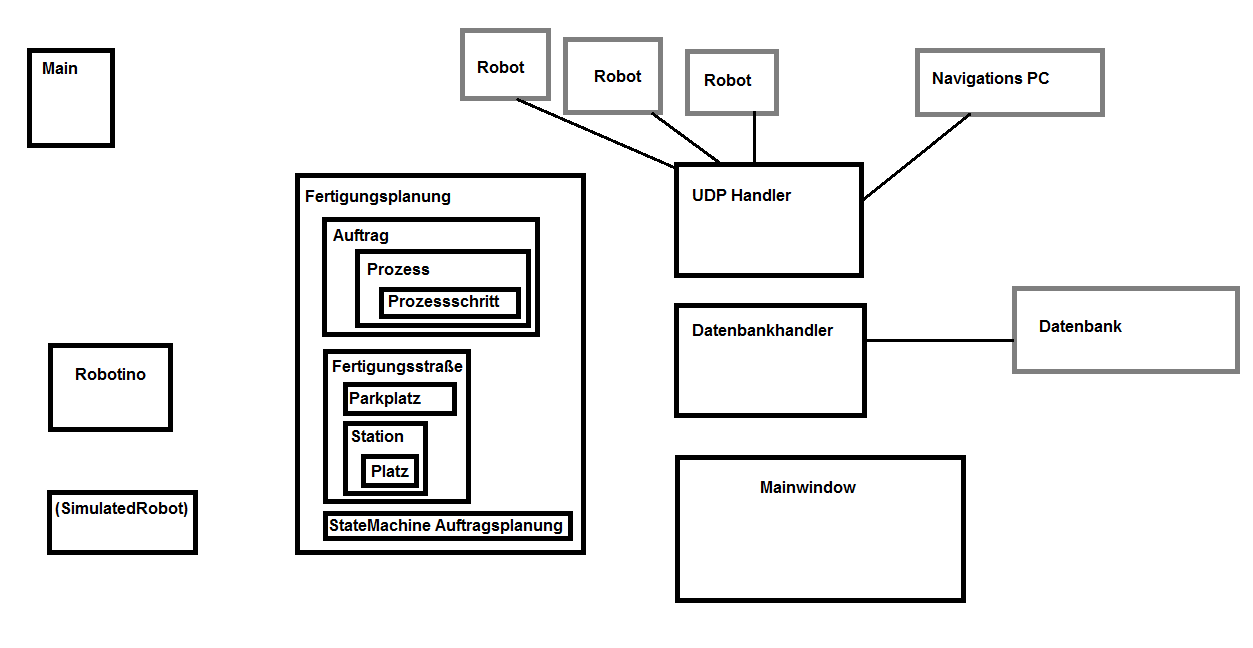 Main
Robot
Robot
Robot
Navigations PC
UDP Handler
Fertigungsplanung
Auftrag
Prozess
Prozessschritt
Fertigungsstraße
Parkplatz
Station
Platz
StateMachine Auftragsplanung
Robotino
(SimulatedRobot)
Datenbankhandler
Datenbank
Mainwindow